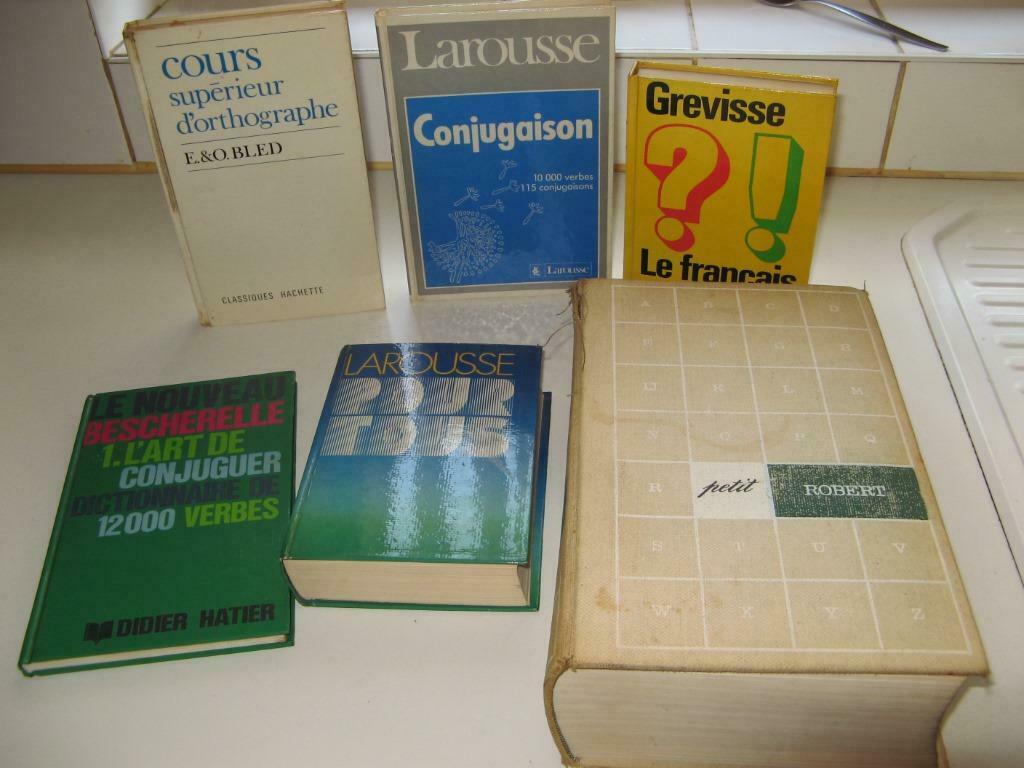 cours
supérieur
d'orthographe
E.&O. BLED
CLASSIQUES HACHETTE
Larousse
Conjugaison
10 000 verbes
115 conjugaisons
Larousse
Grevisse
?!
Le français
LE NOUVEAU
BESCHERELLE
1. L'ART DE
CONJUGUER
DICTIONNAIRE DE
12000 VERBES
DIDIER HATIER
LAROUSSE
POUR
TOUS
A B C D
E F G R
IJ K L M
N O P Q
R petit ROBERT
S T U V
W X Y Z